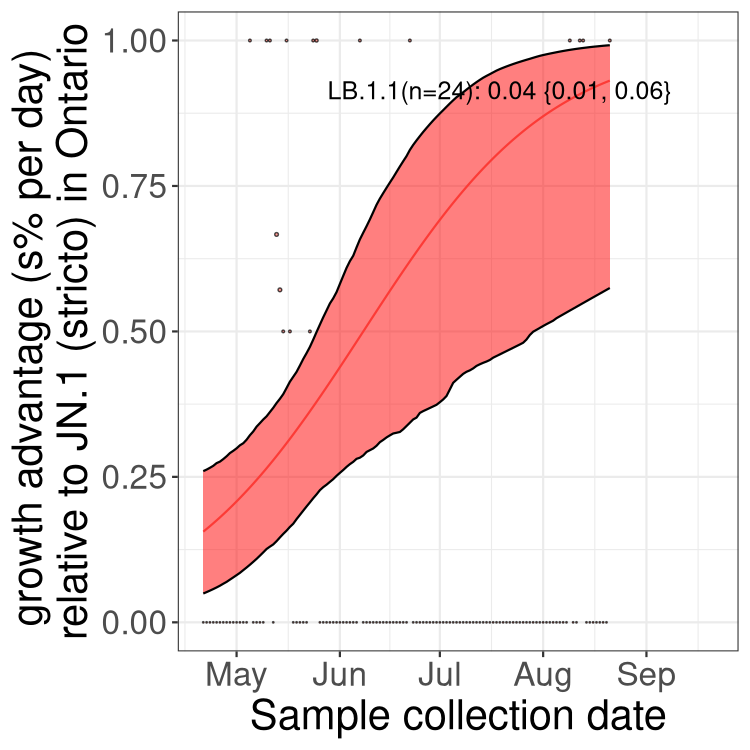 growth advantage (s% per day)
relative to JN.1 (stricto) in Ontario
1.00
0.75
0.50
0.25
0.00
LB.1.1(n=24): 0.04 {0.01, 0.06}
May Jun Jul Aug Sep
Sample collection date